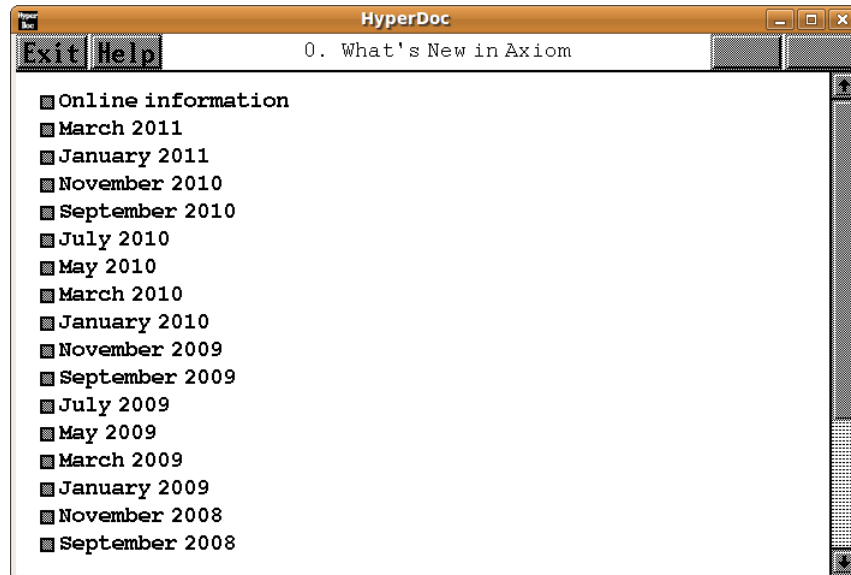 Hyper
Doc
HyperDoc
Exit Help
0. What's New in Axiom
Online information
March 2011
January 2011
November 2010
September 2010
July 2010
May 2010
March 2010
January 2010
November 2009
September 2009
July 2009
May 2009
March 2009
January 2009
November 2008
September 2008